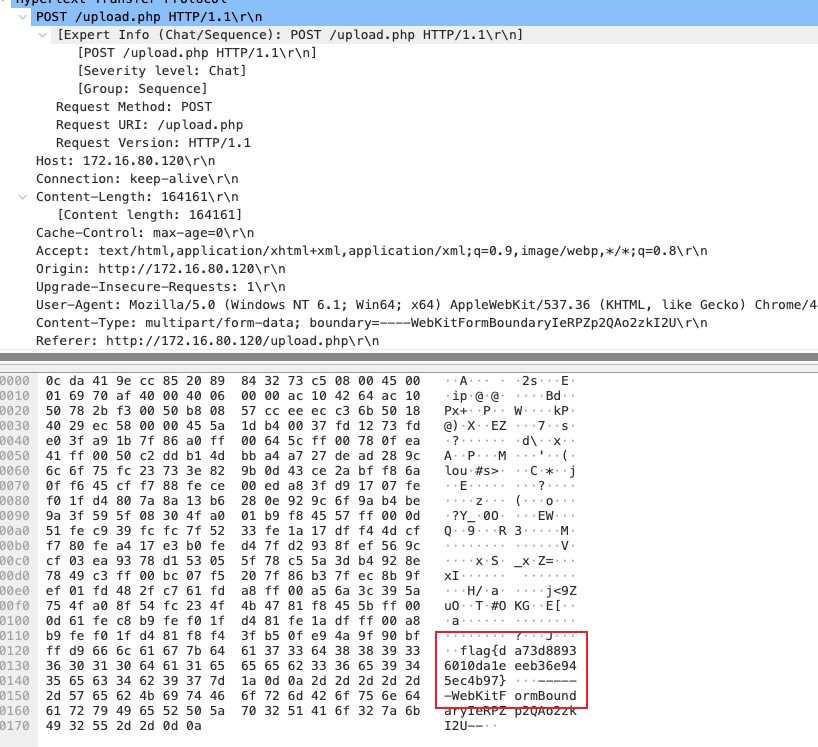 Hypertext Transfer Protocol
POST /upload.php HTTP/1.1\r\n
[Expert Info (Chat/Sequence): POST /upload.php HTTP/1.1\r\n]
[POST /upload.php HTTP/1.1\r\n]
[Severity level: Chat]
[Group: Sequence]
Request Method: POST
Request URI: /upload.php
Request Version: HTTP/1.1
Host: 172.16.80.120\r\n
Connection: keep-alive\r\n
Content-Length: 164161\r\n
[Content length: 164161]
Cache-Control: max-age=0\r\n
Accept: text/html,application/xhtml+xml,application/xml;q=0.9,image/webp,*/*;q=0.8\r\n
Origin: http://172.16.80.120\r\n
Upgrade-Insecure-Requests: 1\r\n
User-Agent: Mozilla/5.0 (Windows NT 6.1; Win64; x64) AppleWebKit/537.36 (KHTML, like Gecko) Chrome/4
Content-Type: multipart/form-data; boundary=----WebKitFormBoundaryIeRPZp2QAo2zkI2U\r\n
Referer: http://172.16.80.120/upload.php\r\n
0000 0c da 41 9e cc 85 20 89 84 32 73 c5 08 00 45 00 ··A··· ··2s···E·
0010 01 69 70 af 40 00 40 06 00 00 ac 10 42 64 ac 10 ·ip·@·@·····Bd··
0020 50 78 2b f3 00 50 b8 08 57 cc ee ec c3 6b 50 18 Px+··P··W····kP·
0030 40 29 ec 58 00 00 45 5a 1d b4 00 37 fd 12 73 fd @)·X··EZ···7··s·
0040 e0 3f a9 1b 7f 86 a0 ff 00 64 5c ff 00 78 0f ea ·?·······d\··x··
0050 41 ff 00 50 c2 dd b1 4d bb a4 a7 27 de ad 28 9c A··P···M···'··(·
0060 6c 6f 75 fc 23 73 3e 82 9b 0d 43 ce 2a bf f8 6a lou·#s>···C·*··j
0070 0f f6 45 cf f7 88 fe ce 00 ed a8 3f d9 17 07 fe ··E········?····
0080 f0 1f d4 80 7a 8a 13 b6 28 0e 92 9c 6f 9a b4 be ····z···(···o···
0090 9a 3f 59 5f 08 30 4f a0 01 b9 f8 45 57 ff 00 0d ·?Y_·0O····EW···
00a0 51 fe c9 39 fc fc 7f 52 33 fe 1a 17 df f4 4d cf Q··9···R3·····M·
00b0 f7 80 fe a4 17 e3 b0 fe d4 7f d2 93 8f ef 56 9c ··············V·
00c0 cf 03 ea 93 78 d1 53 05 5f 78 c5 5a 3d b4 92 8e ····x·S·_x·Z=···
00d0 78 49 c3 ff 00 bc 07 f5 20 7f 86 b3 7f ec 8b 9f xI······ ·······
00e0 ef 01 fd 48 2f c7 61 fd a8 ff 00 a5 6a 3c 39 5a ···H/·a·····j<9Z
00f0 75 4f a0 8f 54 fc 23 4f 4b 47 81 f8 45 5b ff 00 uO··T·#OKG··E[··
0100 0d 61 fe c8 b9 fe f0 1f d4 81 fe 1a df ff 00 a8 ·a··············
0110 b9 fe f0 1f d4 81 f8 f4 3f b5 0f e9 4a 9f 90 bf ········?···J···
0120 ff d9 66 6c 61 67 7b 64 61 37 33 64 38 38 39 33 ··flag{da73d8893
0130 36 30 31 30 64 61 31 65 65 65 62 33 36 65 39 34 6010da1eeeb36e94
0140 35 65 63 34 62 39 37 7d 1a 0d 0a 2d 2d 2d 2d 2d 5ec4b97}···-----
0150 2d 57 65 62 4b 69 74 46 6f 72 6d 42 6f 75 6e 64 -WebKitFormBound
0160 61 72 79 49 65 52 50 5a 70 32 51 41 6f 32 7a 6b aryIeRPZp2QAo2zk
0170 49 32 55 2d 2d 0d 0a I2U--··